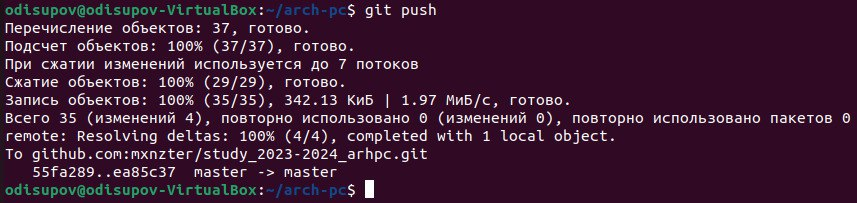 odisupov@odisupov-VirtualBox:~/arch-pc$ git push
Перечисление объектов: 37, готово.
Подсчет объектов: 100% (37/37), готово.
При сжатии изменений используется до 7 потоков
Сжатие объектов: 100% (29/29), готово.
Запись объектов: 100% (35/35), 342.13 КиБ | 1.97 МиБ/с, готово.
Всего 35 (изменений 4), повторно использовано 0 (изменений 0), повторно использовано пакетов 0
remote: Resolving deltas: 100% (4/4), completed with 1 local object.
To github.com:mxnzter/study_2023-2024_arhpc.git
   55fa289..ea85c37  master -> master
odisupov@odisupov-VirtualBox:~/arch-pc$